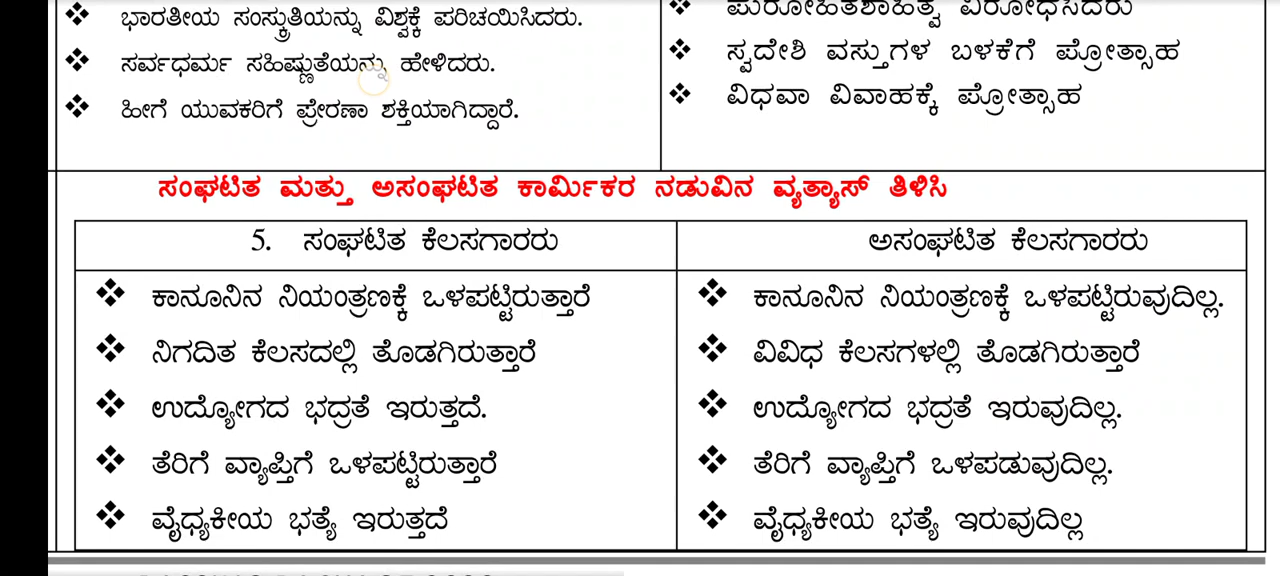 ❖ ಭಾರತೀಯ ಸಂಸ್ಕೃತಿಯನ್ನು ವಿಶ್ವಕ್ಕೆ ಪರಿಚಯಿಸಿದರು.
❖ ಸರ್ವಧರ್ಮ ಸಹಿಷ್ಣುತೆಯನ್ನು ಹೇಳಿದರು.
❖ ಹೀಗೆ ಯುವಕರಿಗೆ ಪ್ರೇರಣಾ ಶಕ್ತಿಯಾಗಿದ್ದಾರೆ.
❖ ಪುರೋಹಿತಶಾಹಿತ್ವ ವಿರೋಧಿಸಿದರು
❖ ಸ್ವದೇಶಿ ವಸ್ತುಗಳ ಬಳಕೆಗೆ ಪ್ರೋತ್ಸಾಹ
❖ ವಿಧವಾ ವಿವಾಹಕ್ಕೆ ಪ್ರೋತ್ಸಾಹ
ಸಂಘಟಿತ ಮತ್ತು ಅಸಂಘಟಿತ ಕಾರ್ಮಿಕರ ನಡುವಿನ ವ್ಯತ್ಯಾಸ್ ತಿಳಿಸಿ
5. ಸಂಘಟಿತ ಕೆಲಸಗಾರರು
ಅಸಂಘಟಿತ ಕೆಲಸಗಾರರು
❖ ಕಾನೂನಿನ ನಿಯಂತ್ರಣಕ್ಕೆ ಒಳಪಟ್ಟಿರುತ್ತಾರೆ
❖ ನಿಗದಿತ ಕೆಲಸದಲ್ಲಿ ತೊಡಗಿರುತ್ತಾರೆ
❖ ಉದ್ಯೋಗದ ಭದ್ರತೆ ಇರುತ್ತದೆ.
❖ ತೆರಿಗೆ ವ್ಯಾಪ್ತಿಗೆ ಒಳಪಟ್ಟಿರುತ್ತಾರೆ
❖ ವೈಧ್ಯಕೀಯ ಭತ್ಯೆ ಇರುತ್ತದೆ
❖ ಕಾನೂನಿನ ನಿಯಂತ್ರಣಕ್ಕೆ ಒಳಪಟ್ಟಿರುವುದಿಲ್ಲ.
❖ ವಿವಿಧ ಕೆಲಸಗಳಲ್ಲಿ ತೊಡಗಿರುತ್ತಾರೆ
❖ ಉದ್ಯೋಗದ ಭದ್ರತೆ ಇರುವುದಿಲ್ಲ.
❖ ತೆರಿಗೆ ವ್ಯಾಪ್ತಿಗೆ ಒಳಪಡುವುದಿಲ್ಲ.
❖ ವೈಧ್ಯಕೀಯ ಭತ್ಯೆ ಇರುವುದಿಲ್ಲ